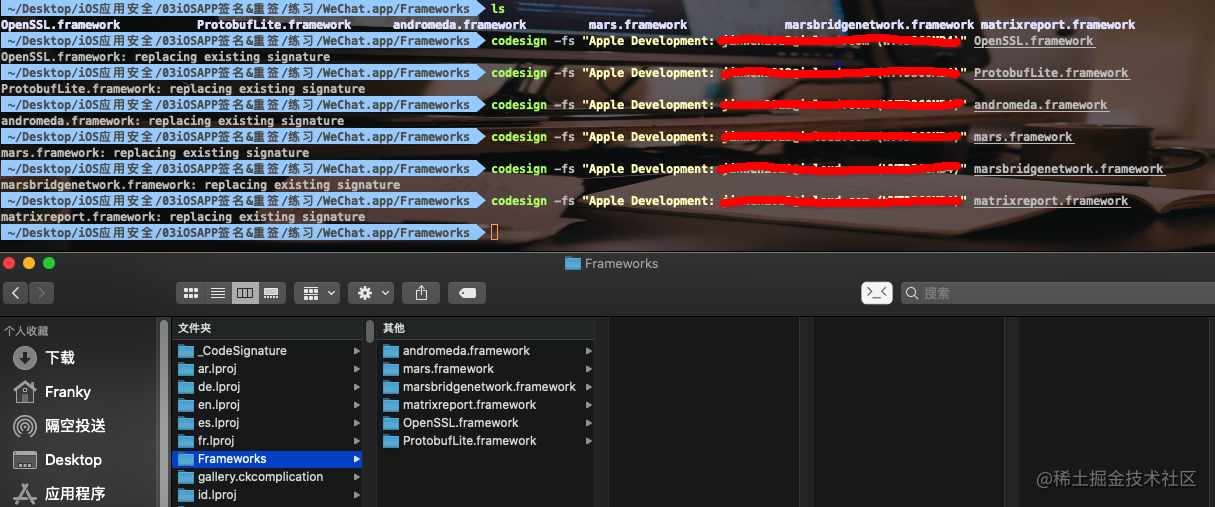 ~/Desktop/iOS应用安全/03iOSAPP签名&重签/练习/WeChat.app/Frameworks ls
OpenSSL.framework ProtobufLite.framework andromeda.framework mars.framework marsbridgenetwork.framework matrixreport.framework
~/Desktop/iOS应用安全/03iOSAPP签名&重签/练习/WeChat.app/Frameworks codesign -fs "Apple Development: " OpenSSL.framework
OpenSSL.framework: replacing existing signature
~/Desktop/iOS应用安全/03iOSAPP签名&重签/练习/WeChat.app/Frameworks codesign -fs "Apple Development: " ProtobufLite.framework
ProtobufLite.framework: replacing existing signature
~/Desktop/iOS应用安全/03iOSAPP签名&重签/练习/WeChat.app/Frameworks codesign -fs "Apple Development: " andromeda.framework
andromeda.framework: replacing existing signature
~/Desktop/iOS应用安全/03iOSAPP签名&重签/练习/WeChat.app/Frameworks codesign -fs "Apple Development: " mars.framework
mars.framework: replacing existing signature
~/Desktop/iOS应用安全/03iOSAPP签名&重签/练习/WeChat.app/Frameworks codesign -fs "Apple Development: " marsbridgenetwork.framework
marsbridgenetwork.framework: replacing existing signature
~/Desktop/iOS应用安全/03iOSAPP签名&重签/练习/WeChat.app/Frameworks codesign -fs "Apple Development: " matrixreport.framework
matrixreport.framework: replacing existing signature
~/Desktop/iOS应用安全/03iOSAPP签名&重签/练习/WeChat.app/Frameworks
Frameworks
搜索
个人收藏
下载
Franky
隔空投送
Desktop
应用程序
文件夹
_CodeSignature
ar.lproj
de.lproj
en.lproj
es.lproj
fr.lproj
Frameworks
gallery.ckcomplication
id.lproj
其他
andromeda.framework
mars.framework
marsbridgenetwork.framework
matrixreport.framework
OpenSSL.framework
ProtobufLite.framework
@稀土掘金技术社区